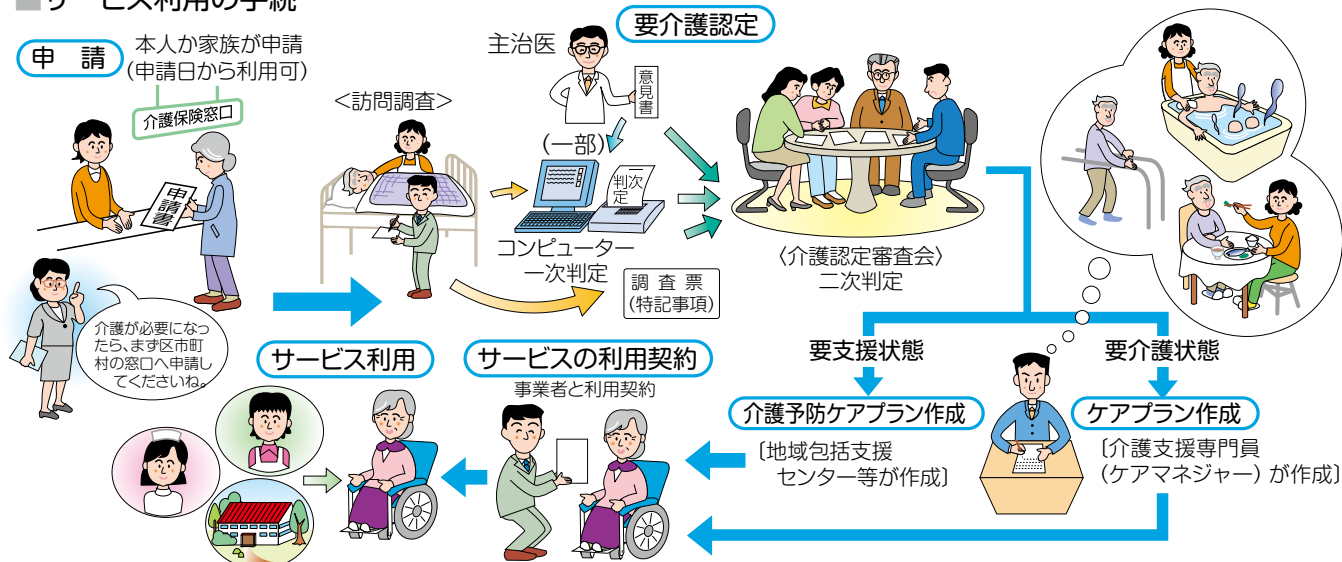 ■サービス利用の手続
申 請
本人か家族が申請
(申請日から利用可)
介護保険窓口
申請書
介護が必要になっ
たら、まず区市町
村の窓口へ申請し
てくださいね。
<訪問調査>
主治医
意見書
要介護認定
(一部)
一次
判定
コンピューター
一次判定
調 査 票
(特記事項)
〈介護認定審査会〉
二次判定
要支援状態
要介護状態
介護予防ケアプラン作成
〔地域包括支援
センター等が作成〕
ケアプラン作成
〔介護支援専門員
(ケアマネジャー)が作成〕
サービスの利用契約
事業者と利用契約
サービス利用